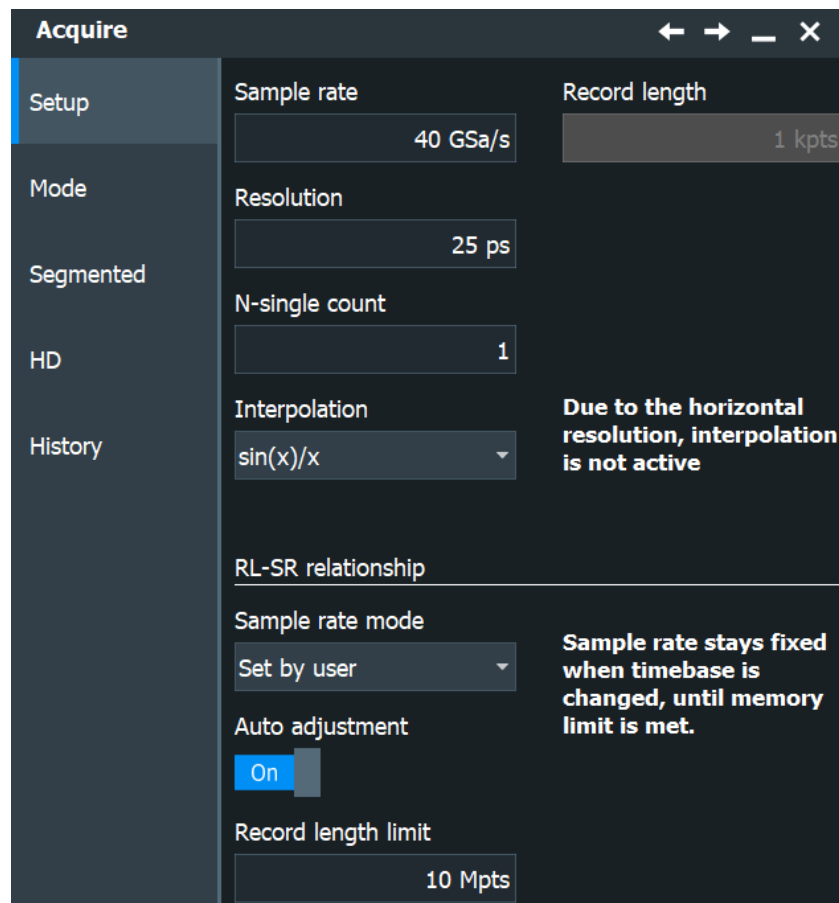 Acquire
Setup
Mode
Segmented
HD
History
Sample rate
40 GSa/s
Record length
1 kpts
Resolution
25 ps
N-single count
1
Interpolation
sin(x)/x
Due to the horizontal
resolution, interpolation
is not active
RL-SR relationship
Sample rate mode
Set by user
Sample rate stays fixed
when timebase is
changed, until memory
limit is met.
Auto adjustment
On
Record length limit
10 Mpts